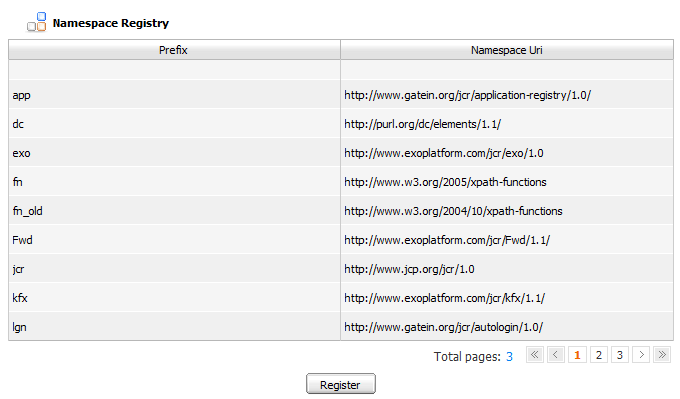 Namespace Registry
Prefix Namespace Uri
app http://www.gatein.org/jcr/application-registry/1.0/
dc http://purl.org/dc/elements/1.1/
exo http://www.exoplatform.com/jcr/exo/1.0
fn http://www.w3.org/2005/xpath-functions
fn_old http://www.w3.org/2004/10/xpath-functions
Fwd http://www.exoplatform.com/jcr/Fwd/1.1/
jcr http://www.jcp.org/jcr/1.0
kfx http://www.exoplatform.com/jcr/kfx/1.1/
lgn http://www.gatein.org/jcr/autologin/1.0/
Total pages: 3 1 2 3
Register